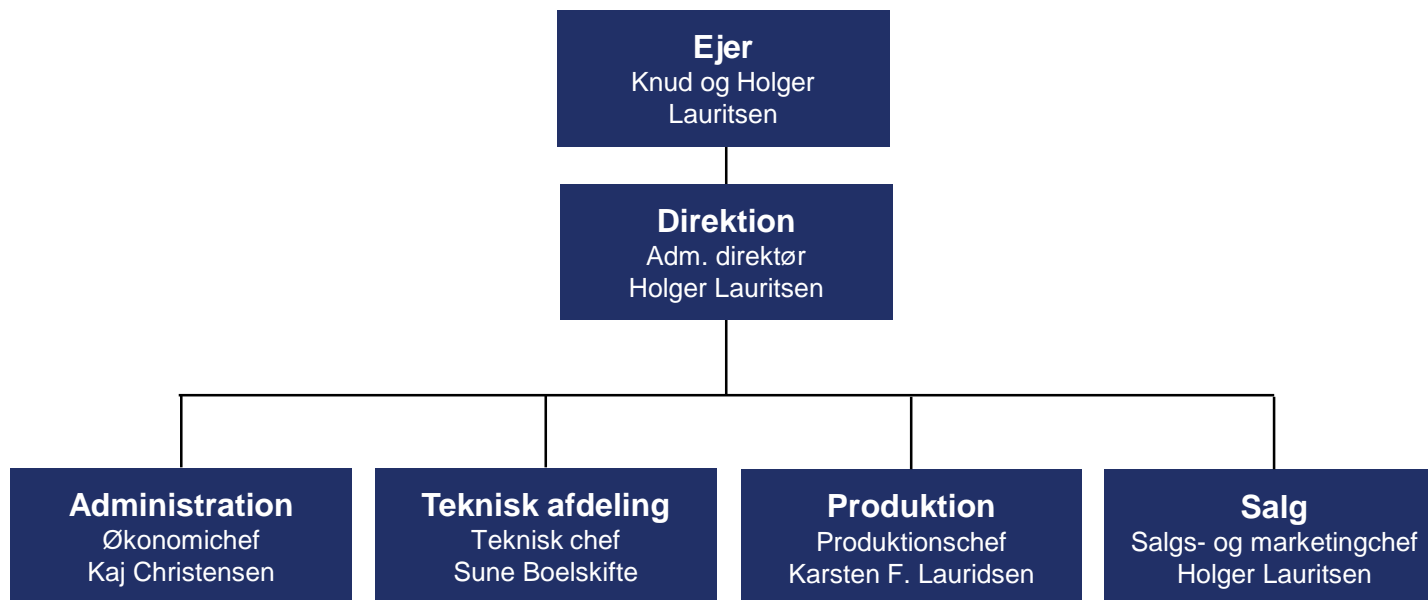 Ejer
Knud og Holger
Lauritsen
Direktion
Adm. direktør
Holger Lauritsen
Administration
Økonomichef
Kaj Christensen
Teknisk afdeling
Teknisk chef
Sune Boelskifte
Produktion
Produktionschef
Karsten F. Lauridsen
Salg
Salgs- og marketingchef
Holger Lauritsen